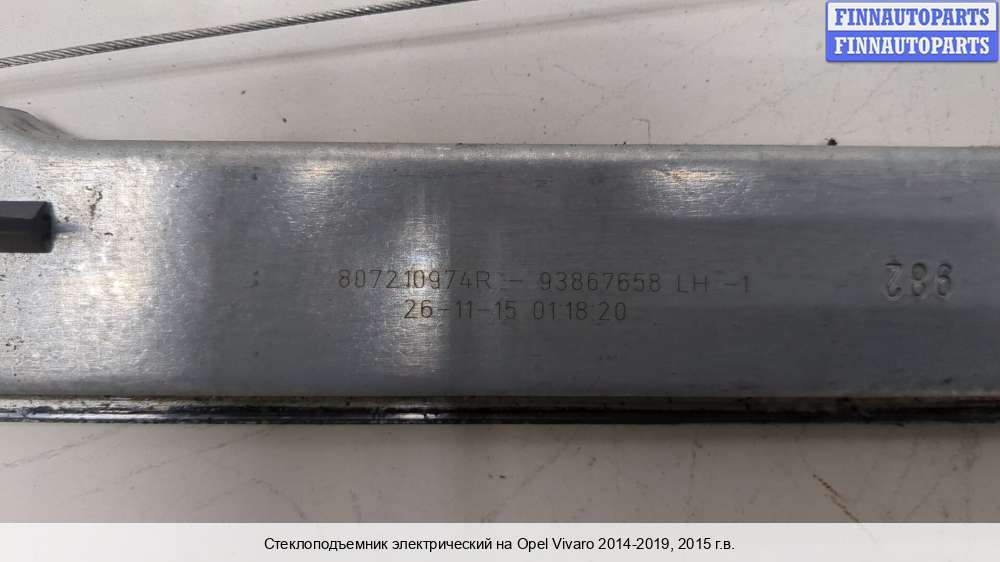 FINNAUTOPARTS
FINNAUTOPARTS
807210974R - 93867658 LH -1
26-11-15 01 18:20
982
Стеклоподъемник электрический на Opel Vivaro 2014-2019, 2015 г.в.